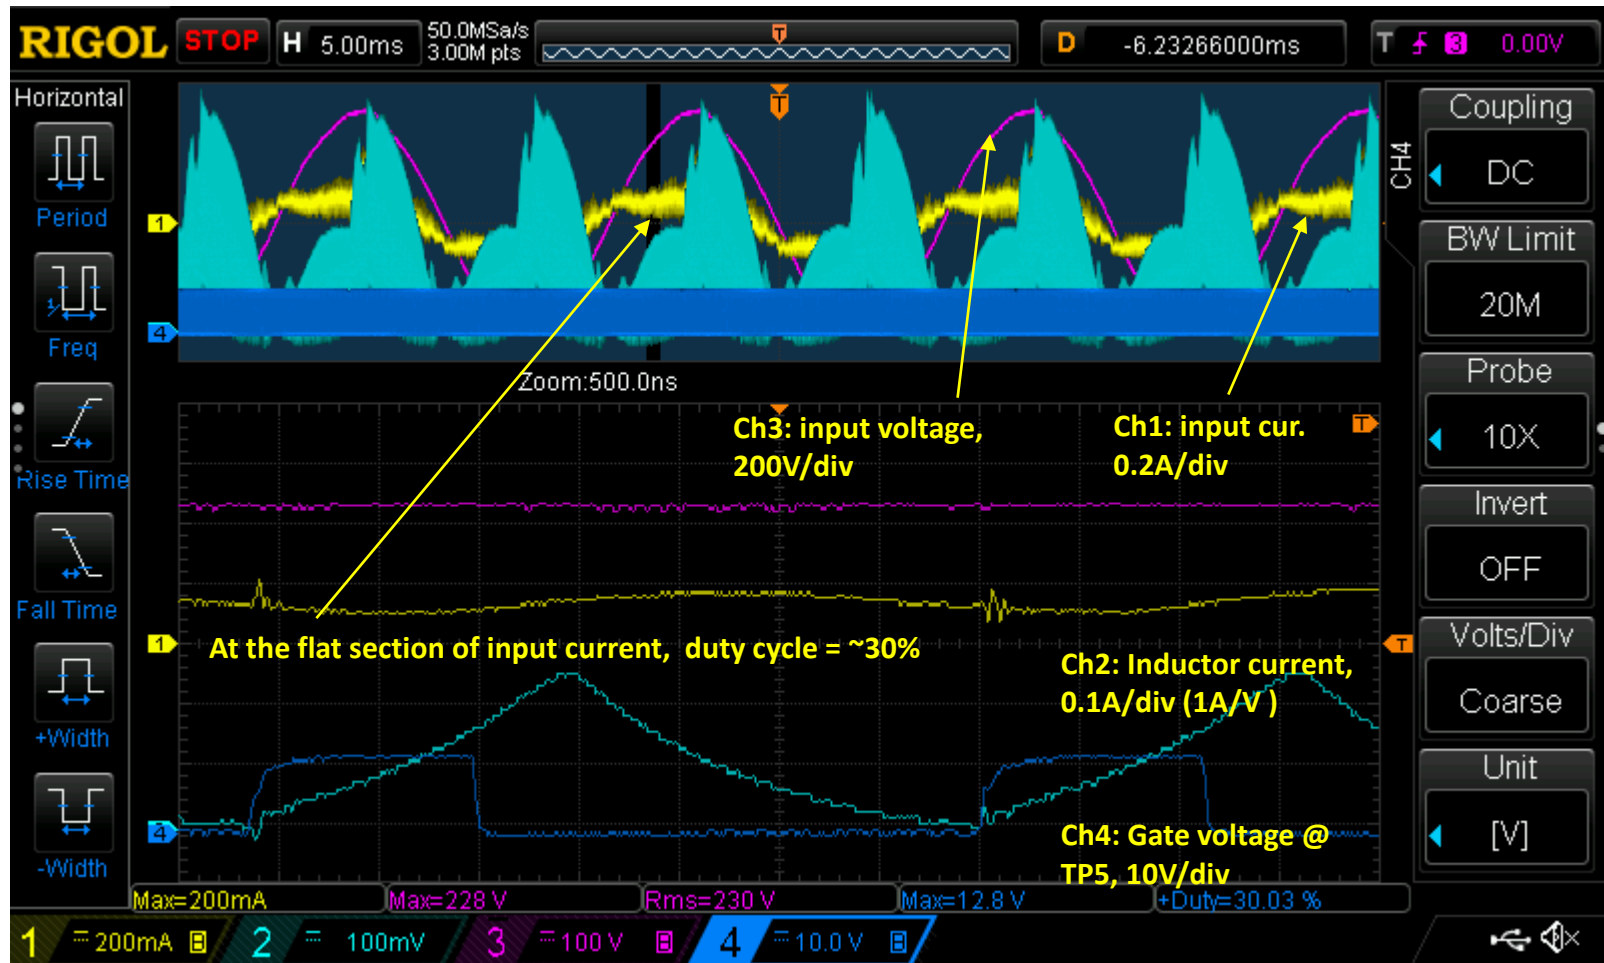 RIGOL STOP H 5.00ms 50.0MSa/s D -6.23266000ms T 3 0.00V
3.00M pts
T
Horizontal
Period
Freq
Rise Time
Fall Time
+Width
-Width
1
4
T
CH4
Coupling
DC
BW Limit
20M
Probe
10X
Invert
OFF
Volts/Div
Coarse
Unit
[V]
Zoom:500.0ns
Ch3: input voltage,
200V/div
Ch1: input cur.
0.2A/div
T
At the flat section of input current, duty cycle = ~30%
1
T
Ch2: Inductor current,
0.1A/div (1A/V )
4
Ch4: Gate voltage @
TP5, 10V/div
Max=200mA Max=228 V Rms=230 V Max=12.8 V +Duty=30.03 %
1 200mA B 2 100mV 3 100 V B 4 10.0 V B